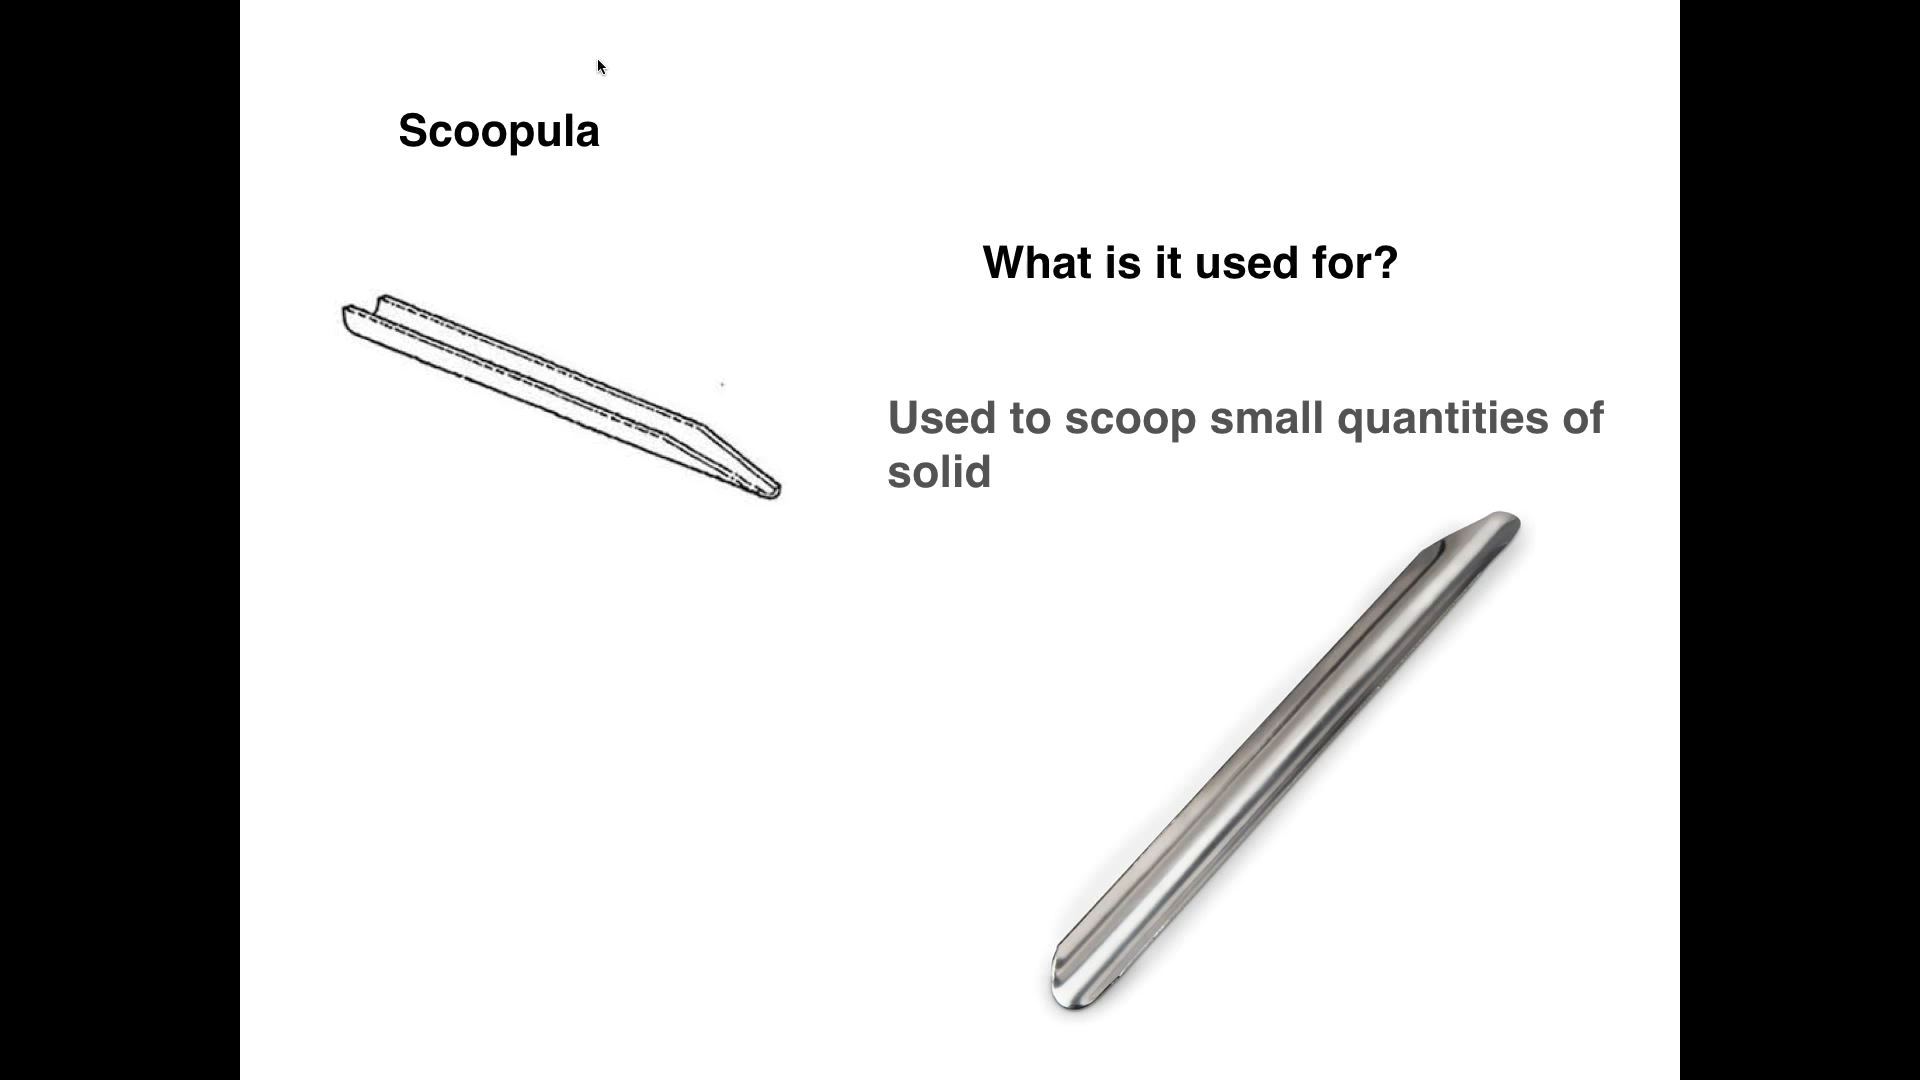 Scoopula
What is it used for?
Used to scoop small quantities of
solid